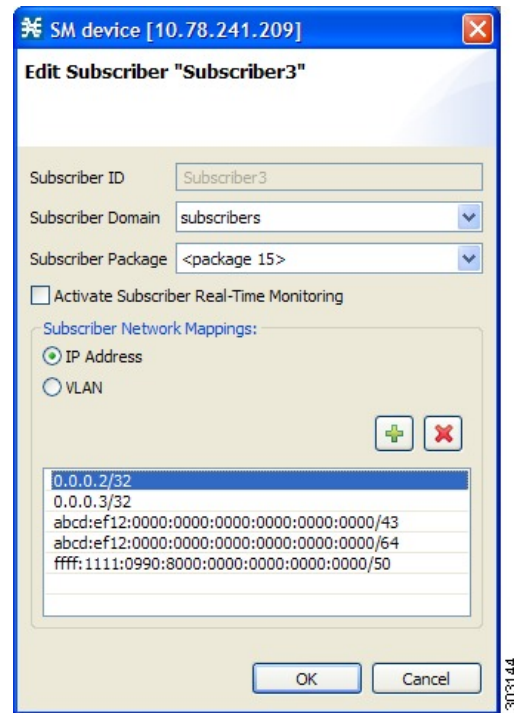 SM device [10.78.241.209]
Edit Subscriber "Subscriber3"
Subscriber ID Subscriber3
Subscriber Domain subscribers
Subscriber Package <package 15>
Activate Subscriber Real-Time Monitoring
Subscriber Network Mappings:
IP Address
VLAN
0.0.0.2/32
0.0.0.3/32
abcd:ef12:0000:0000:0000:0000:0000:0000/43
abcd:ef12:0000:0000:0000:0000:0000:0000/64
ffff:1111:0990:8000:0000:0000:0000:0000/50
OK Cancel
303144